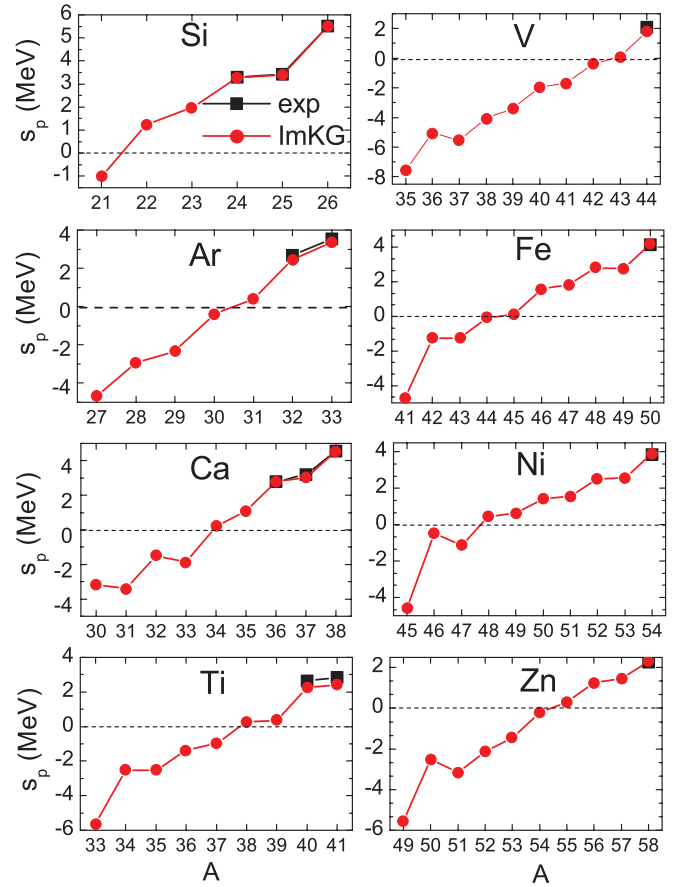 Si
s_p (MeV)
6
5
4
3
2
1
0
-1
exp
ImKG
21 22 23 24 25 26
V
2
0
-2
-4
-6
-8
35 36 37 38 39 40 41 42 43 44
Ar
s_p (MeV)
4
2
0
-2
-4
27 28 29 30 31 32 33
Fe
4
2
0
-2
-4
41 42 43 44 45 46 47 48 49 50
Ca
s_p (MeV)
4
2
0
-2
-4
30 31 32 33 34 35 36 37 38
Ni
4
2
0
-2
-4
45 46 47 48 49 50 51 52 53 54
Ti
s_p (MeV)
4
2
0
-2
-4
-6
33 34 35 36 37 38 39 40 41
A
Zn
2
0
-2
-4
-6
49 50 51 52 53 54 55 56 57 58
A